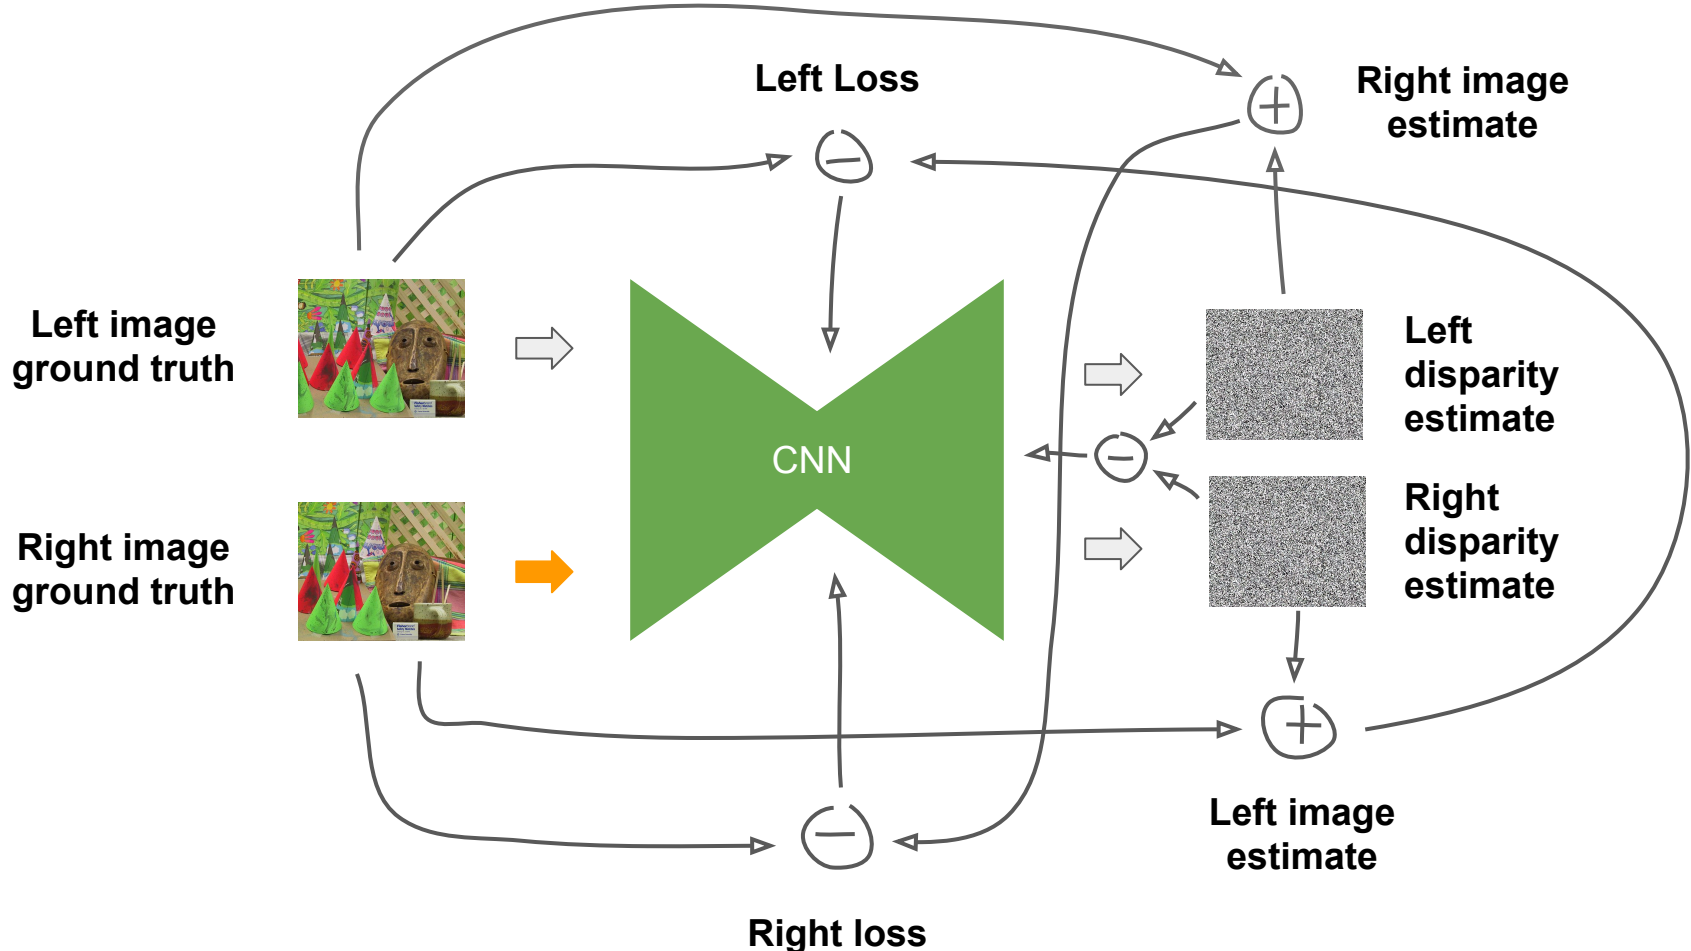 Left Loss
Right image
estimate
Left image
ground truth
Left
disparity
estimate
CNN
Right image
ground truth
Right
disparity
estimate
Left image
estimate
Right loss